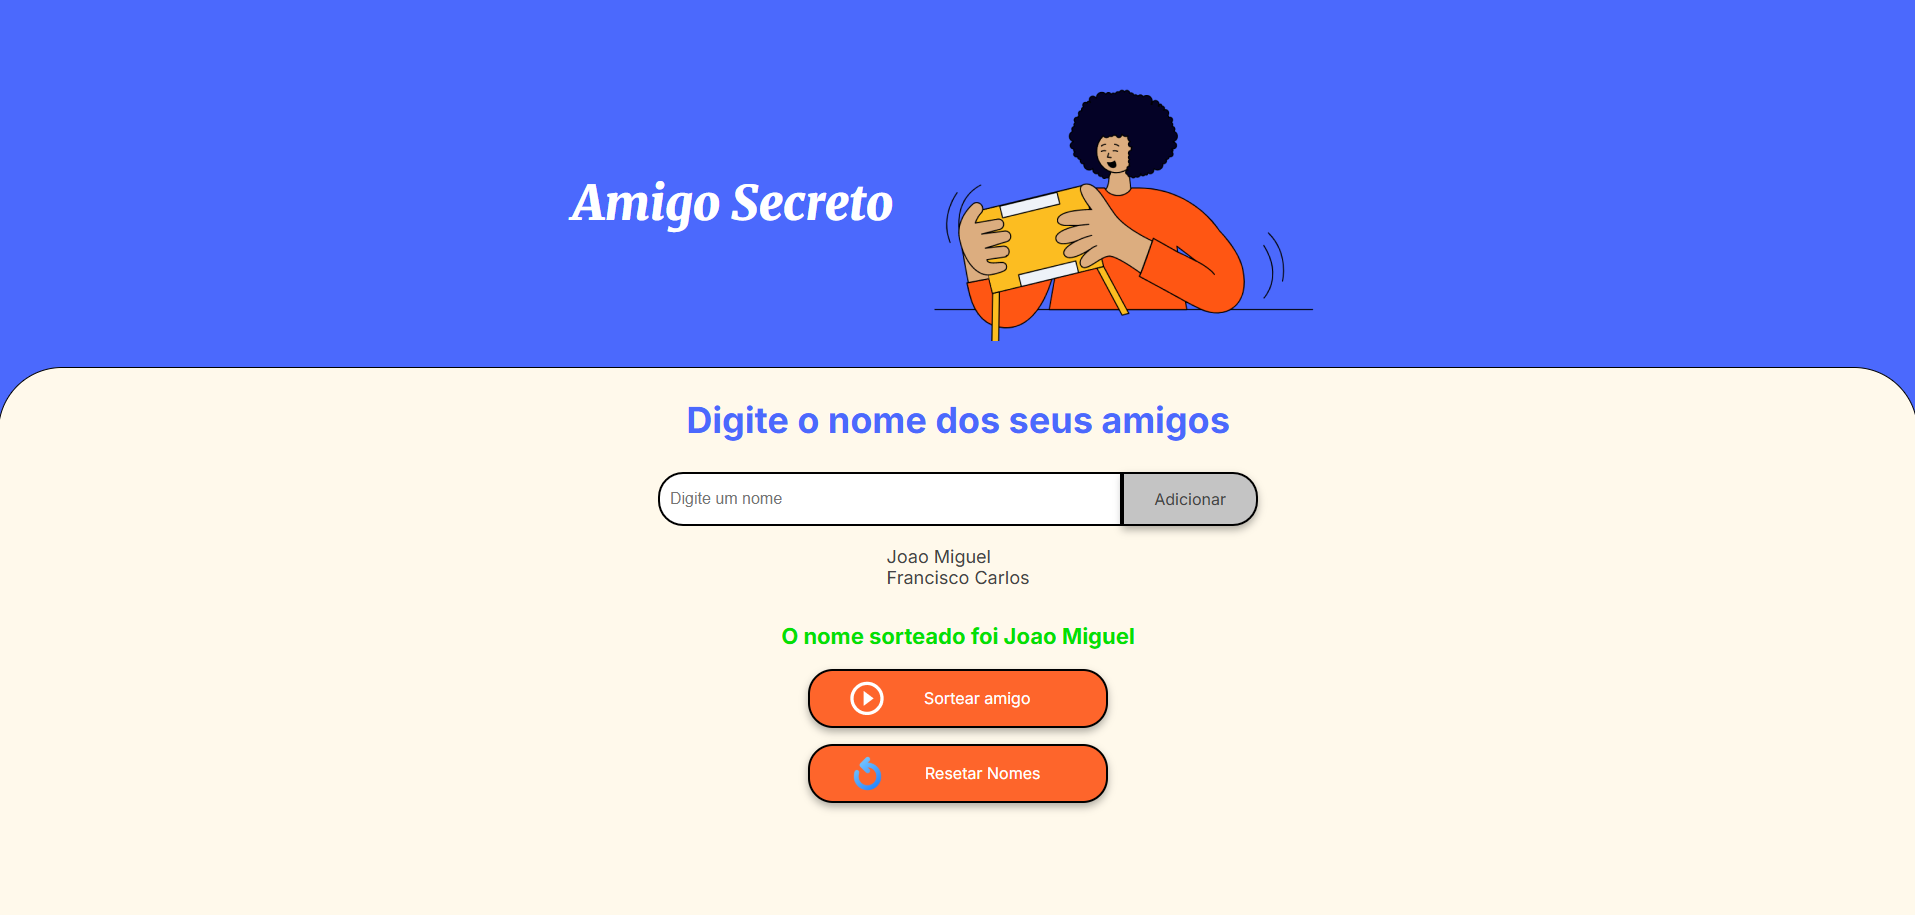 Amigo Secreto
Digite o nome dos seus amigos
Digite um nome
Adicionar
Joao Miguel
Francisco Carlos
O nome sorteado foi Joao Miguel
Sortear amigo
Resetar Nomes